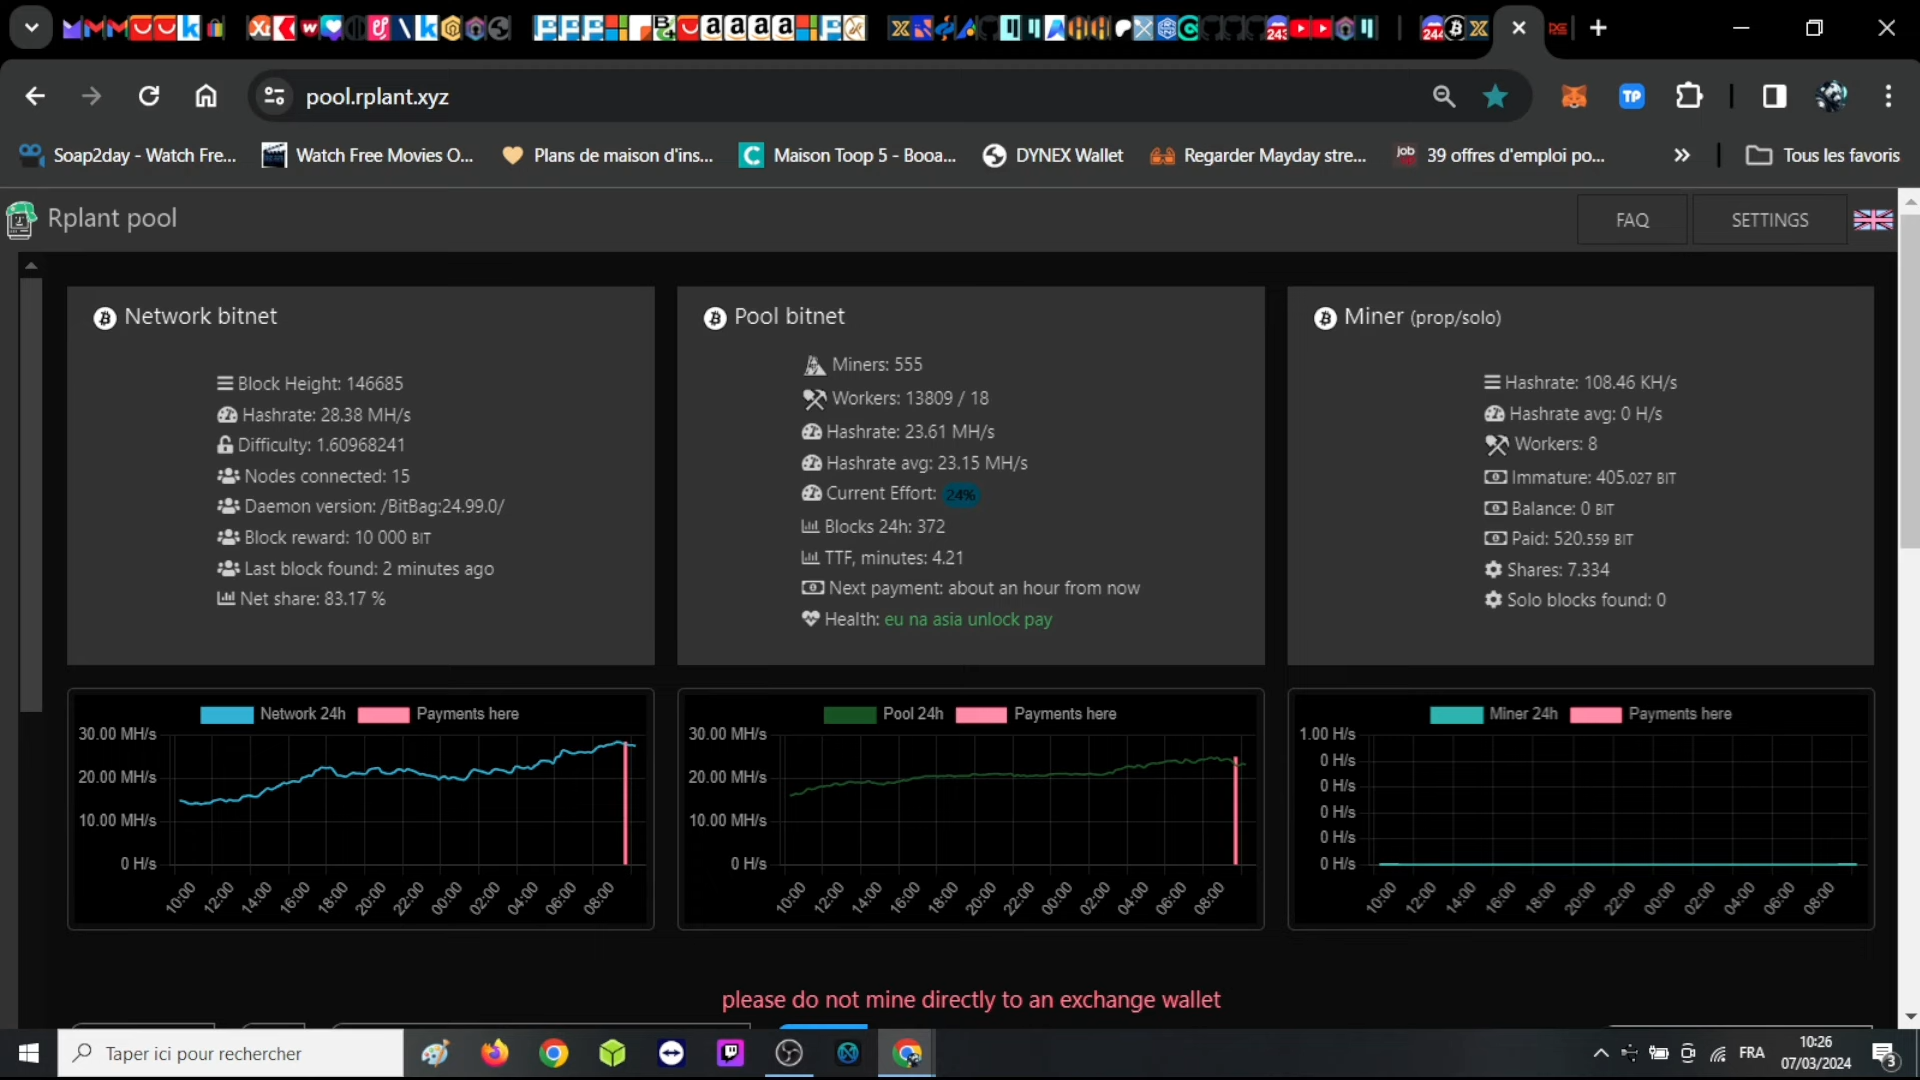 pool.rplant.xyz
Soap2day - Watch Fre...
Watch Free Movies O...
Plans de maison d'ins...
Maison Toop 5 - Booa...
DYNEX Wallet
Regarder Mayday stre...
39 offres d'emploi po...
Tous les favoris
Rplant pool
FAQ
SETTINGS
Network bitnet
Block Height: 146685
Hashrate: 28.38 MH/s
Difficulty: 1.60968241
Nodes connected: 15
Daemon version: /BitBag:24.99.0/
Block reward: 10 000 BIT
Last block found: 2 minutes ago
Net share: 83.17 %
Pool bitnet
Miners: 555
Workers: 13809 / 18
Hashrate: 23.61 MH/s
Hashrate avg: 23.15 MH/s
Current Effort: 24%
Blocks 24h: 372
TTF, minutes: 4.21
Next payment: about an hour from now
Health: eu na asia unlock pay
Miner (prop/solo)
Hashrate: 108.46 KH/s
Hashrate avg: 0 H/s
Workers: 8
Immature: 405.027 BIT
Balance: 0 BIT
Paid: 520.559 BIT
Shares: 7.334
Solo blocks found: 0
Network 24h Payments here
30.00 MH/s
20.00 MH/s
10.00 MH/s
0 H/s
10:00 12:00 14:00 16:00 18:00 20:00 22:00 00:00 02:00 04:00 06:00 08:00
Pool 24h Payments here
30.00 MH/s
20.00 MH/s
10.00 MH/s
0 H/s
10:00 12:00 14:00 16:00 18:00 20:00 22:00 00:00 02:00 04:00 06:00 08:00
Miner 24h Payments here
1.00 H/s
0 H/s
0 H/s
0 H/s
0 H/s
0 H/s
10:00 12:00 14:00 16:00 18:00 20:00 22:00 00:00 02:00 04:00 06:00 08:00
please do not mine directly to an exchange wallet
Taper ici pour rechercher
FRA
10:26
07/03/2024
3